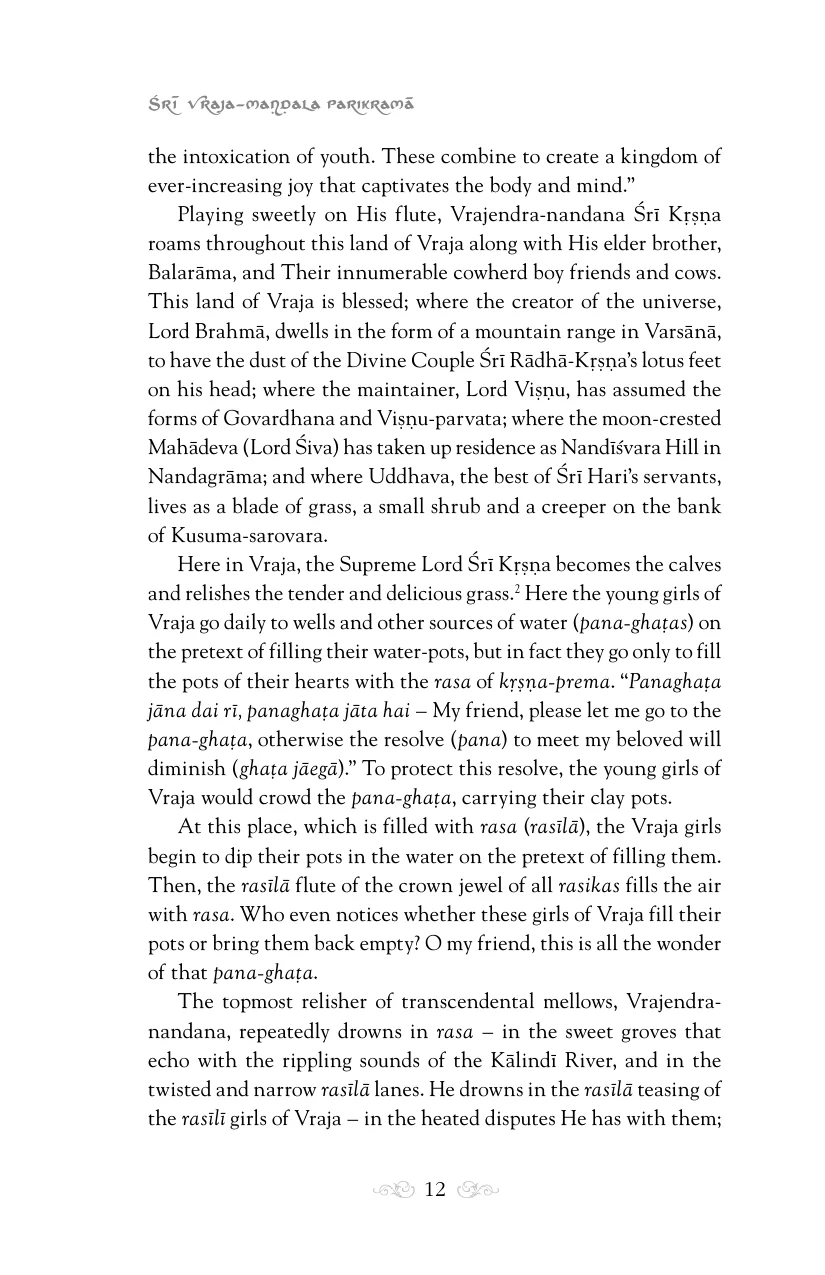 Śrī Vraja-maṇḍala Parikramā
the intoxication of youth. These combine to create a kingdom of
ever-increasing joy that captivates the body and mind.”
Playing sweetly on His flute, Vrajendra-nandana Śrī Kṛṣṇa
roams throughout this land of Vraja along with His elder brother,
Balarāma, and Their innumerable cowherd boy friends and cows.
This land of Vraja is blessed; where the creator of the universe,
Lord Brahmā, dwells in the form of a mountain range in Varsānā,
to have the dust of the Divine Couple Śrī Rādhā-Kṛṣṇa’s lotus feet
on his head; where the maintainer, Lord Viṣṇu, has assumed the
forms of Govardhana and Viṣṇu-parvata; where the moon-crested
Mahādeva (Lord Śiva) has taken up residence as Nandīśvara Hill in
Nandagrāma; and where Uddhava, the best of Śrī Hari’s servants,
lives as a blade of grass, a small shrub and a creeper on the bank
of Kusuma-sarovara.
Here in Vraja, the Supreme Lord Śrī Kṛṣṇa becomes the calves
and relishes the tender and delicious grass.² Here the young girls of
Vraja go daily to wells and other sources of water (pana-ghaṭas) on
the pretext of filling their water-pots, but in fact they go only to fill
the pots of their hearts with the rasa of kṛṣṇa-prema. “Panaghaṭa
jāna dai rī, panaghaṭa jāta hai – My friend, please let me go to the
pana-ghaṭa, otherwise the resolve (pana) to meet my beloved will
diminish (ghaṭa jāegā).” To protect this resolve, the young girls of
Vraja would crowd the pana-ghaṭa, carrying their clay pots.
At this place, which is filled with rasa (rasīlā), the Vraja girls
begin to dip their pots in the water on the pretext of filling them.
Then, the rasīlā flute of the crown jewel of all rasikas fills the air
with rasa. Who even notices whether these girls of Vraja fill their
pots or bring them back empty? O my friend, this is all the wonder
of that pana-ghaṭa.
The topmost relisher of transcendental mellows, Vrajendra-
nandana, repeatedly drowns in rasa – in the sweet groves that
echo with the rippling sounds of the Kālindī River, and in the
twisted and narrow rasīlā lanes. He drowns in the rasīlā teasing of
the rasīlī girls of Vraja – in the heated disputes He has with them;
12